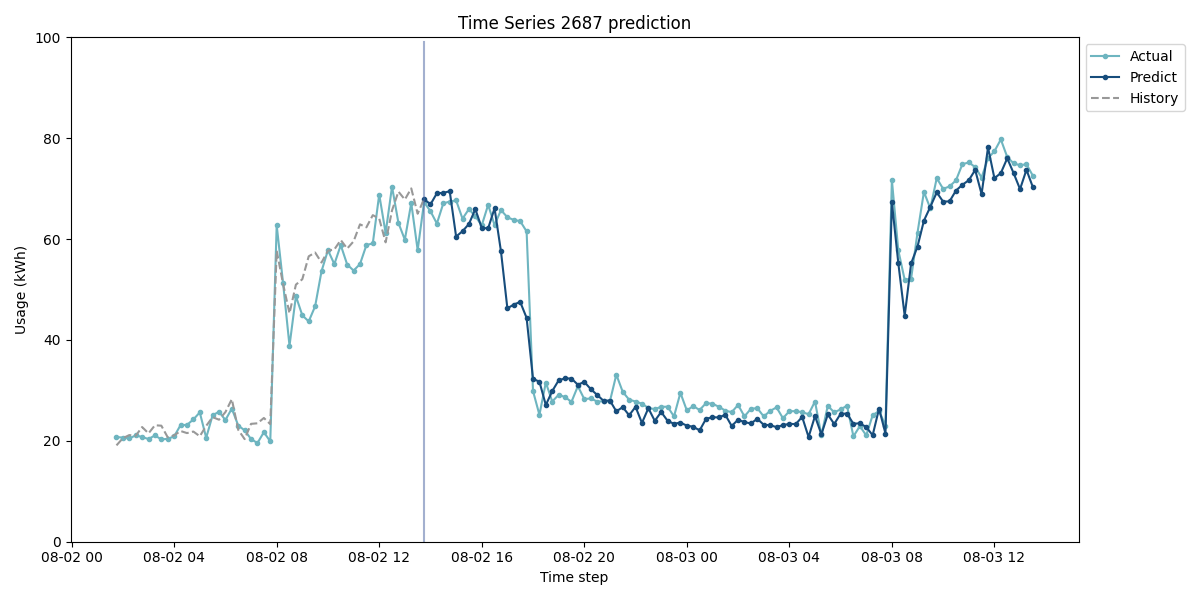 Time Series 2687 prediction
100
80
60
40
20
0
Usage (kWh)
08-02 00
08-02 04
08-02 08
08-02 12
08-02 16
08-02 20
08-03 00
08-03 04
08-03 08
08-03 12
Time step
Actual
Predict
History